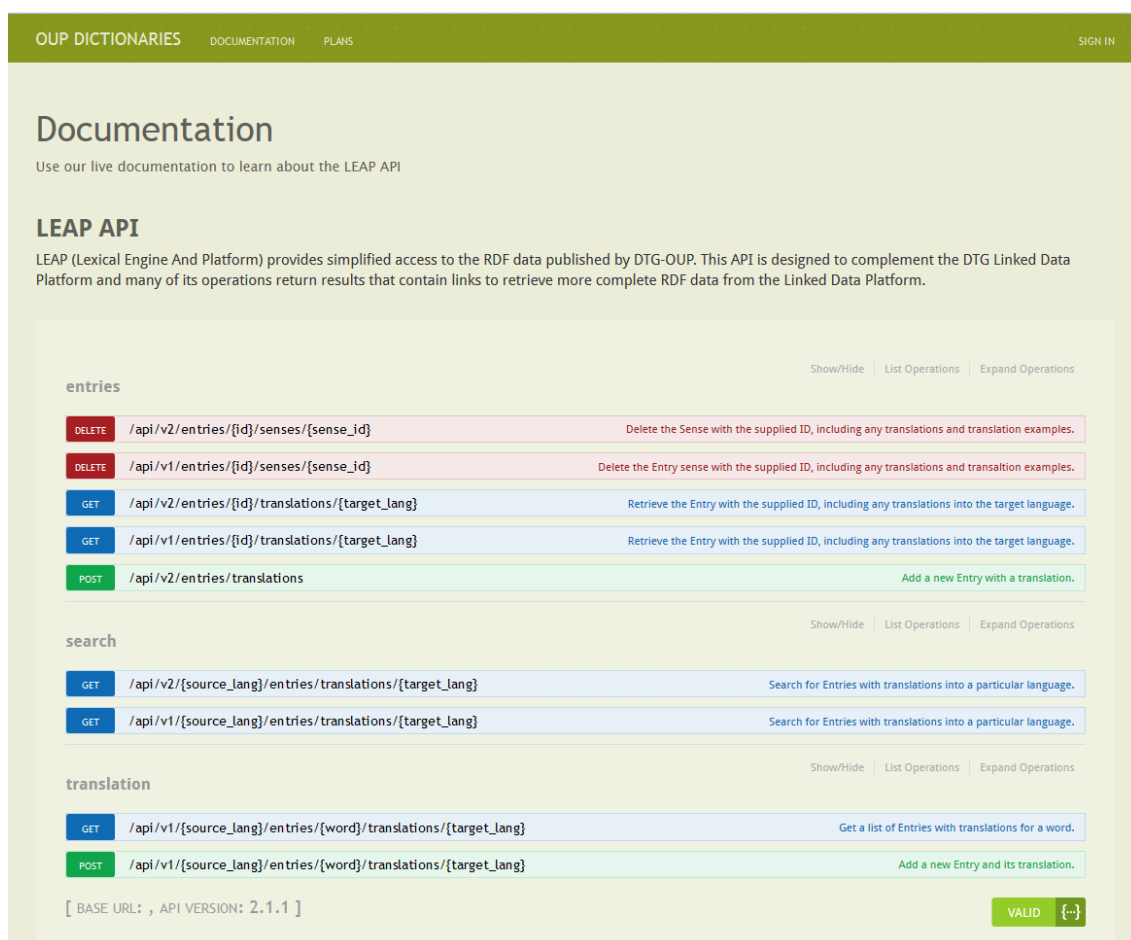 OUP DICTIONARIES DOCUMENTATION PLANS SIGN IN
Documentation
Use our live documentation to learn about the LEAP API
LEAP API
LEAP (Lexical Engine And Platform) provides simplified access to the RDF data published by DTG-OUP. This API is designed to complement the DTG Linked Data
Platform and many of its operations return results that contain links to retrieve more complete RDF data from the Linked Data Platform.
Show/Hide List Operations Expand Operations
entries
DELETE /api/v2/entries/{id}/senses/{sense_id} Delete the Sense with the supplied ID, including any translations and translation examples.
DELETE /api/v1/entries/{id}/senses/{sense_id} Delete the Entry sense with the supplied ID, including any translations and transaltion examples.
GET /api/v2/entries/{id}/translations/{target_lang} Retrieve the Entry with the supplied ID, including any translations into the target language.
GET /api/v1/entries/{id}/translations/{target_lang} Retrieve the Entry with the supplied ID, including any translations into the target language.
POST /api/v2/entries/translations Add a new Entry with a translation.
Show/Hide List Operations Expand Operations
search
GET /api/v2/{source_lang}/entries/translations/{target_lang} Search for Entries with translations into a particular language.
GET /api/v1/{source_lang}/entries/translations/{target_lang} Search for Entries with translations into a particular language.
Show/Hide List Operations Expand Operations
translation
GET /api/v1/{source_lang}/entries/{word}/translations/{target_lang} Get a list of Entries with translations for a word.
POST /api/v1/{source_lang}/entries/{word}/translations/{target_lang} Add a new Entry and its translation.
[ BASE URL: , API VERSION: 2.1.1 ] VALID {...}